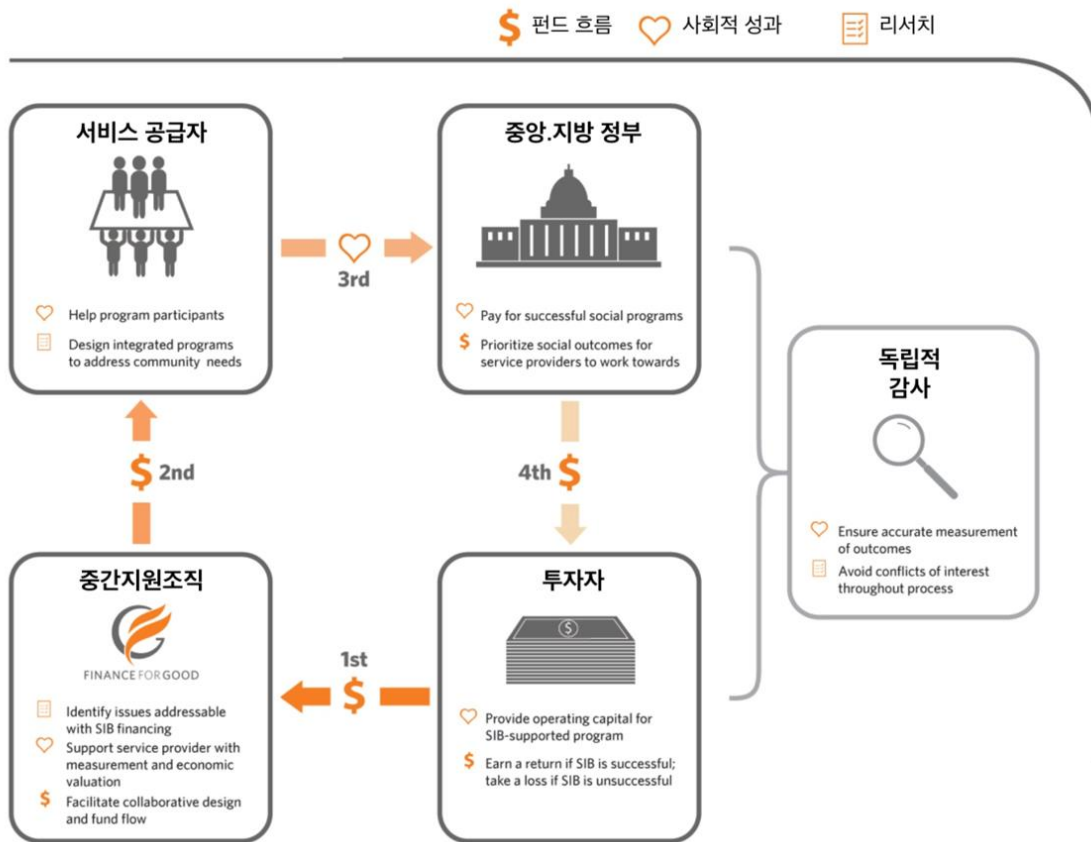 $ 펀드 흐름 사회적 성과 리서치
서비스 공급자
Help program participants
Design integrated programs
to address community needs
3rd
중앙.지방 정부
Pay for successful social programs
$ Prioritize social outcomes for
service providers to work towards
독립적
감사
Ensure accurate measurement
of outcomes
Avoid conflicts of interest
throughout process
$ 2nd
4th $
중간지원조직
FINANCEFORGOOD
Identify issues addressable
with SIB financing
Support service provider with
measurement and economic
valuation
$ Facilitate collaborative design
and fund flow
1st
$
투자자
$
Provide operating capital for
SIB-supported program
$ Earn a return if SIB is successful;
take a loss if SIB is unsuccessful